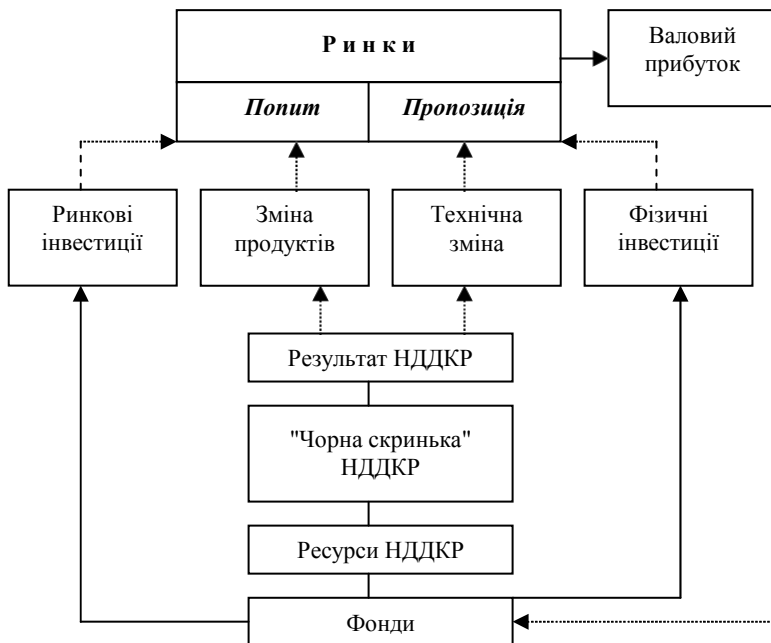 Р и н к и
Валовий
прибуток
Попит
Пропозиція
Ринкові
інвестиції
Зміна
продуктів
Технічна
зміна
Фізичні
інвестиції
Результат НДДКР
"Чорна скринька"
НДДКР
Ресурси НДДКР
Фонди